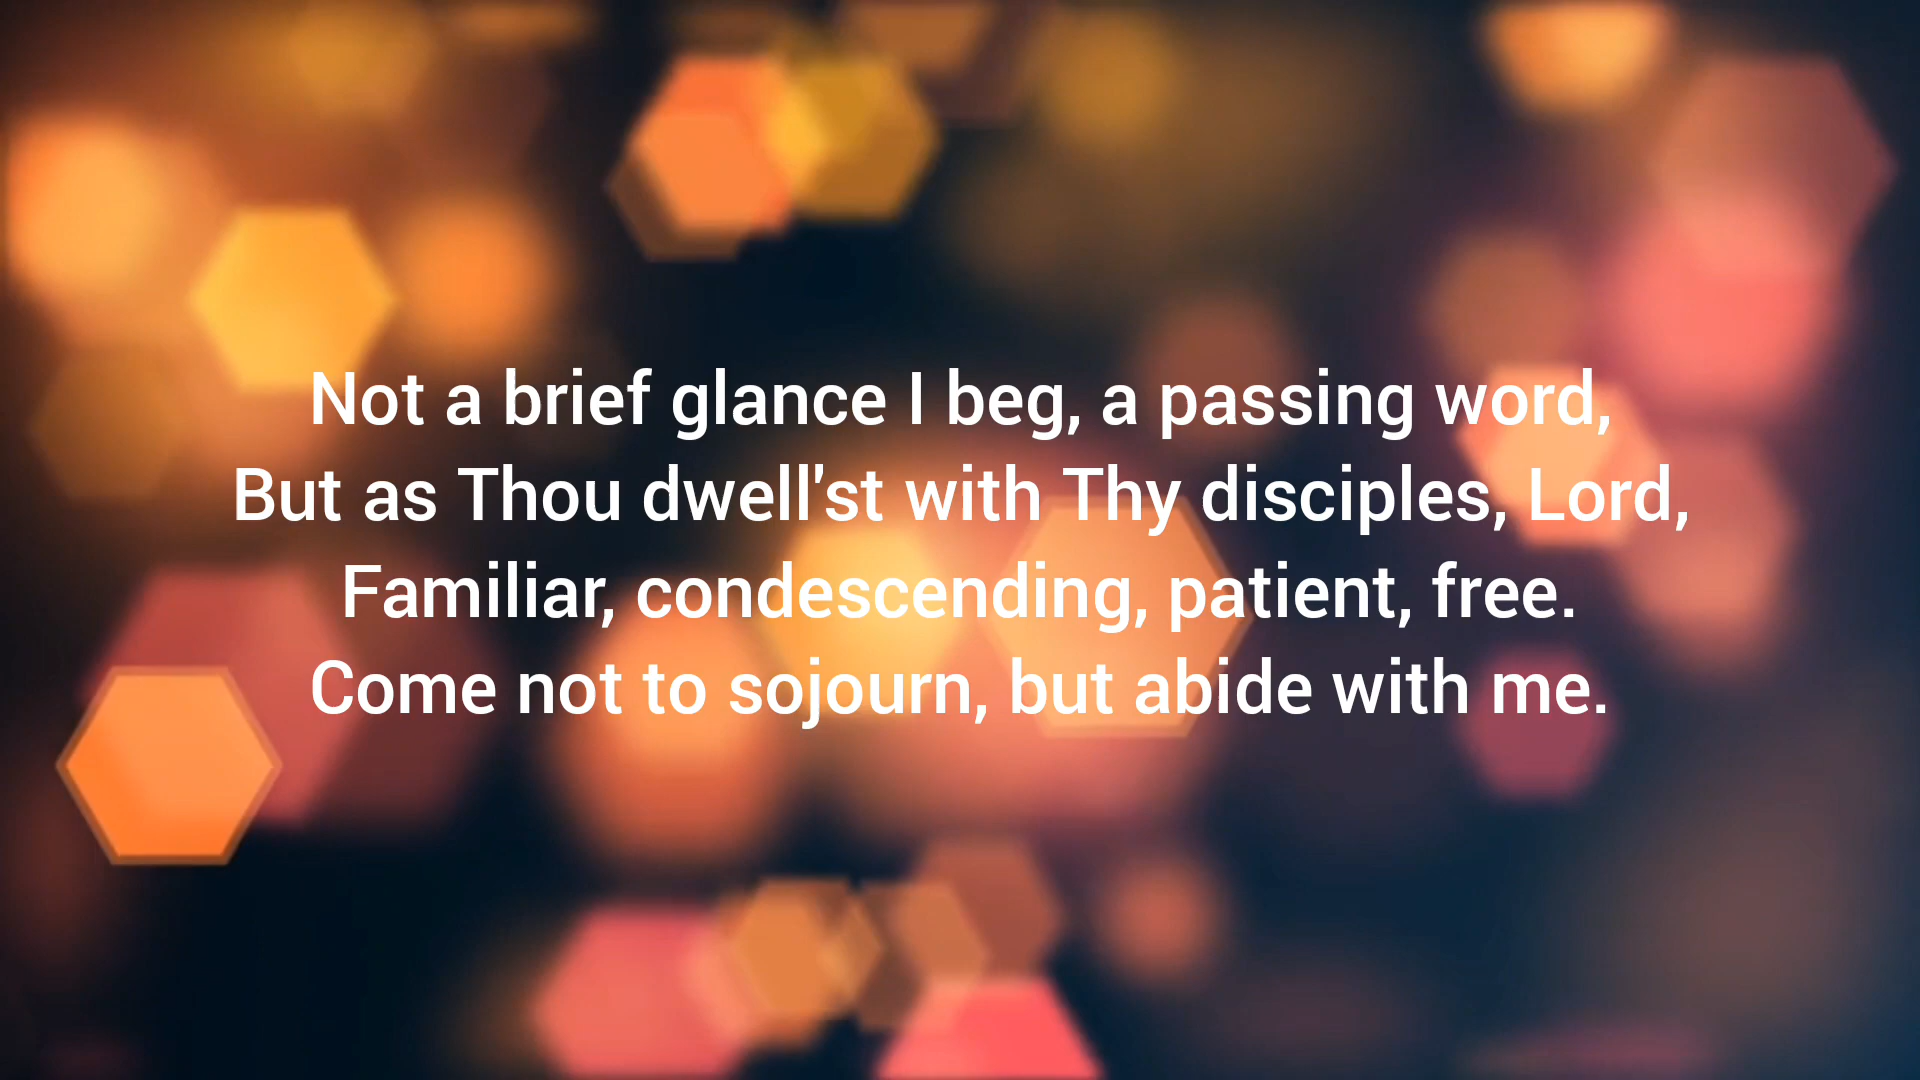 Not a brief glance I beg, a passing word,
But as Thou dwell'st with Thy disciples, Lord,
Familiar, condescending, patient, free.
Come not to sojourn, but abide with me.